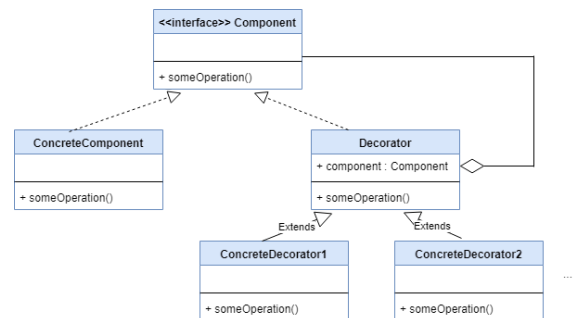 <<interface>> Component
+ someOperation()
ConcreteComponent
+ someOperation()
Decorator
+ component : Component
+ someOperation()
Extends
Extends
ConcreteDecorator1
+ someOperation()
ConcreteDecorator2
+ someOperation()
...